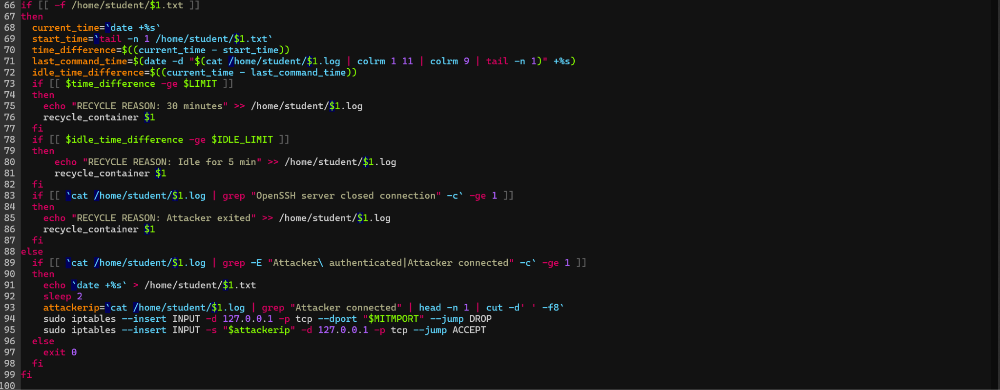 66 if [[ -f /home/student/$1.txt ]]
67 then
68   current_time=`date +%s`
69   start_time=`tail -n 1 /home/student/$1.txt`
70   time_difference=$((current_time - start_time))
71   last_command_time=$(date -d "$(cat /home/student/$1.log | colrm 1 11 | colrm 9 | tail -n 1)" +%s)
72   idle_time_difference=$((current_time - last_command_time))
73   if [[ $time_difference -ge $LIMIT ]]
74   then
75     echo "RECYCLE REASON: 30 minutes" >> /home/student/$1.log
76     recycle_container $1
77   fi
78   if [[ $idle_time_difference -ge $IDLE_LIMIT ]]
79   then
80       echo "RECYCLE REASON: Idle for 5 min" >> /home/student/$1.log
81       recycle_container $1
82   fi
83   if [[ `cat /home/student/$1.log | grep "OpenSSH server closed connection" -c` -ge 1 ]]
84   then
85     echo "RECYCLE REASON: Attacker exited" >> /home/student/$1.log
86     recycle_container $1
87   fi
88 else
89   if [[ `cat /home/student/$1.log | grep -E "Attacker\ authenticated|Attacker connected" -c` -ge 1 ]]
90   then
91     echo `date +%s` > /home/student/$1.txt
92     sleep 2
93     attackerip=`cat /home/student/$1.log | grep "Attacker connected" | head -n 1 | cut -d' ' -f8`
94     sudo iptables --insert INPUT -d 127.0.0.1 -p tcp --dport "$MITMPORT" --jump DROP
95     sudo iptables --insert INPUT -s "$attackerip" -d 127.0.0.1 -p tcp --jump ACCEPT
96   else
97     exit 0
98   fi
99 fi
100